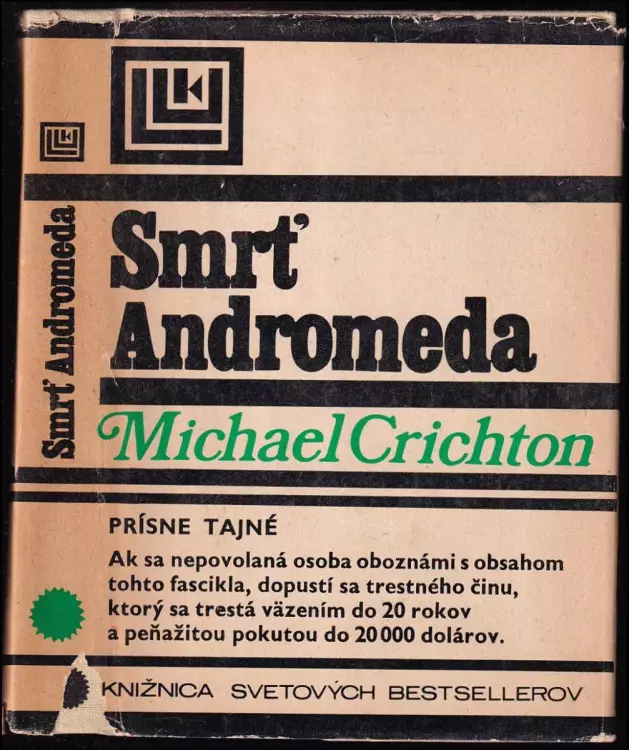 Smrť Andromeda
Smrť
Andromeda
Michael Crichton
PRÍSNE TAJNÉ
Ak sa nepovolaná osoba oboznámi s obsahom
tohto fascikla, dopustí sa trestného činu,
ktorý sa trestá väzením do 20 rokov
a peňažitou pokutou do 20 000 dolárov.
KNIŽNICA SVETOVÝCH BESTSELLEROV